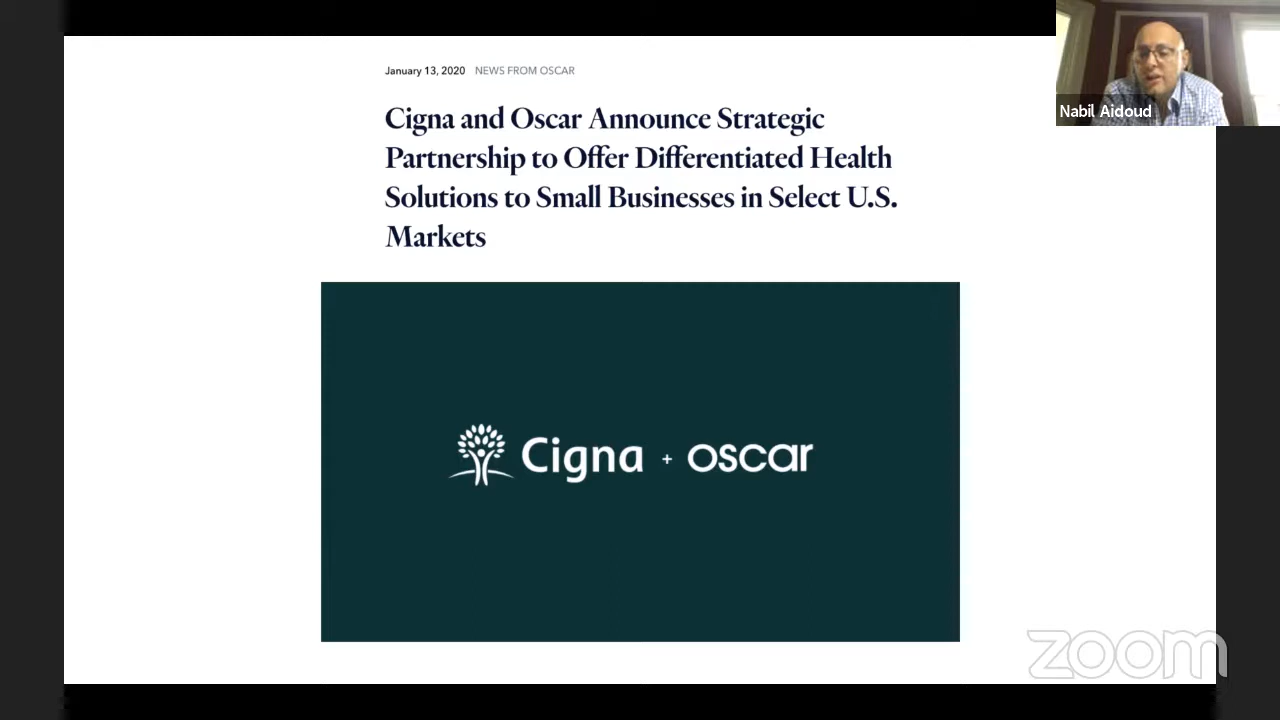 January 13, 2020 NEWS FROM OSCAR
Cigna and Oscar Announce Strategic
Partnership to Offer Differentiated Health
Solutions to Small Businesses in Select U.S.
Markets
Cigna + oscar
Nabil Aidoud
zoom